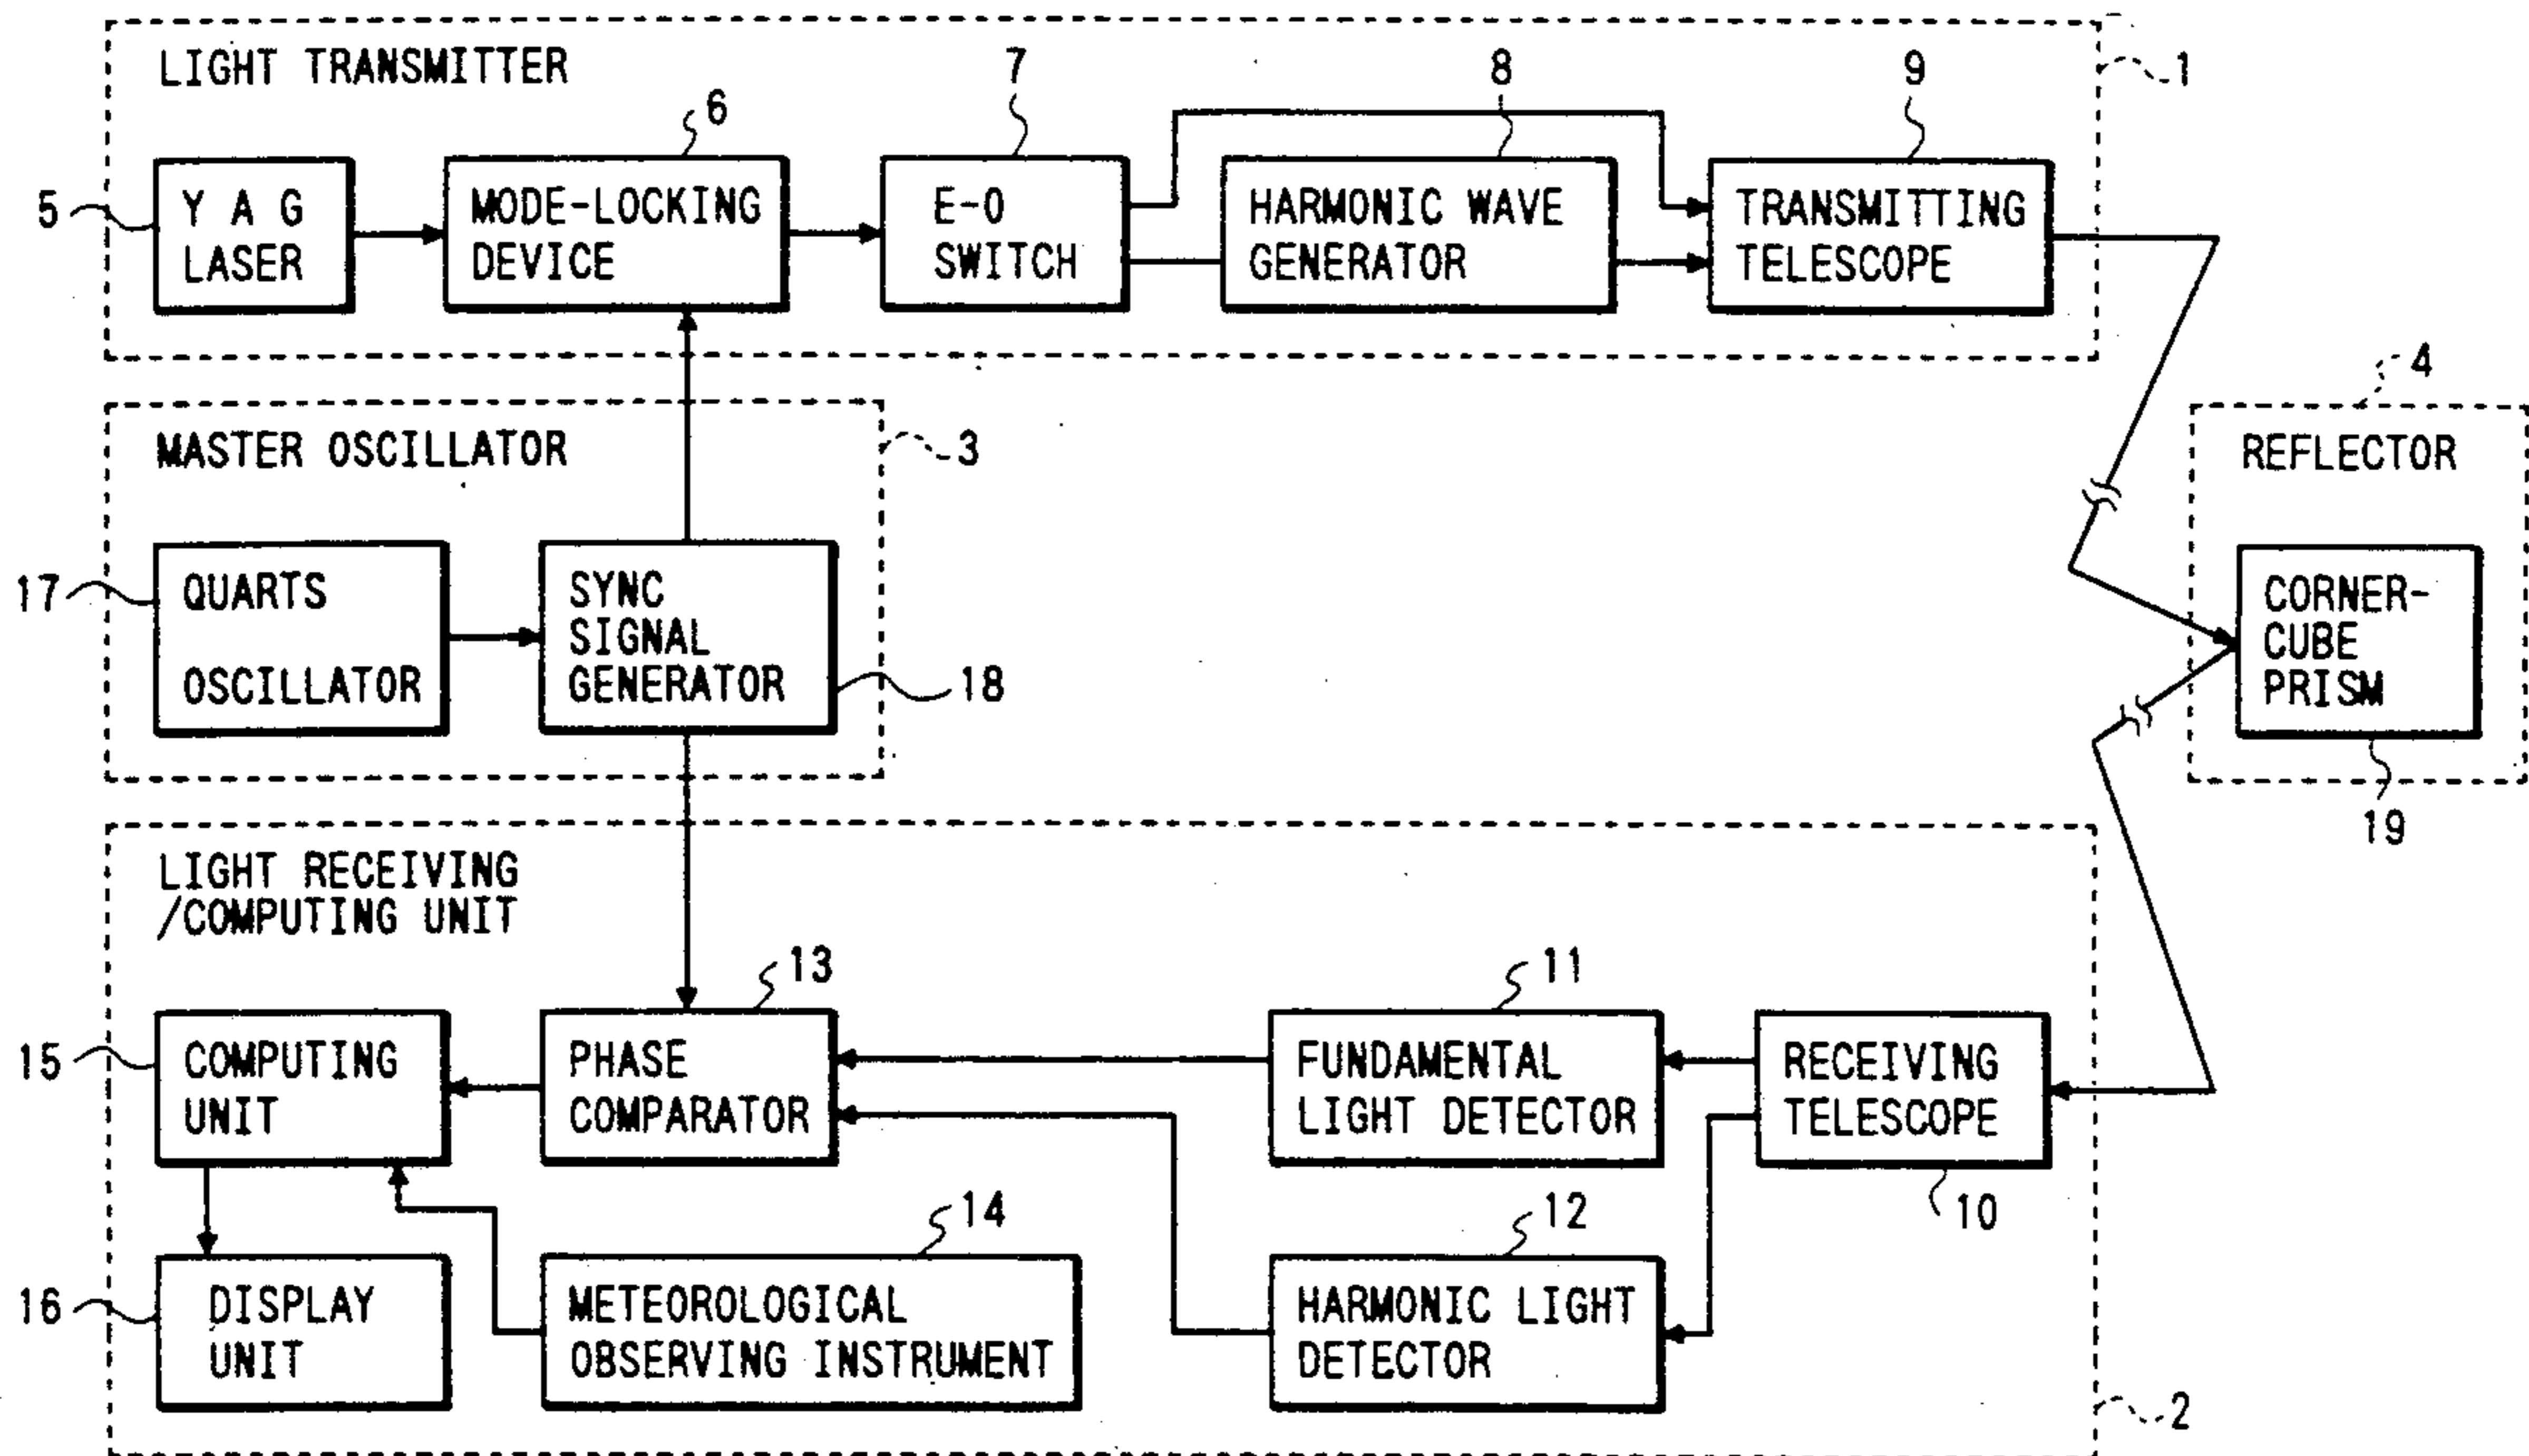 LIGHT TRANSMITTER
1
5
Y A G
LASER
6
MODE-LOCKING
DEVICE
7
E-O
SWITCH
8
HARMONIC WAVE
GENERATOR
9
TRANSMITTING
TELESCOPE
MASTER OSCILLATOR
3
17
QUARTS
OSCILLATOR
SYNC
SIGNAL
GENERATOR
18
4
REFLECTOR
CORNER-
CUBE
PRISM
19
LIGHT RECEIVING
/COMPUTING UNIT
15
COMPUTING
UNIT
13
PHASE
COMPARATOR
11
FUNDAMENTAL
LIGHT DETECTOR
RECEIVING
TELESCOPE
10
16
DISPLAY
UNIT
14
METEOROLOGICAL
OBSERVING INSTRUMENT
12
HARMONIC LIGHT
DETECTOR
2